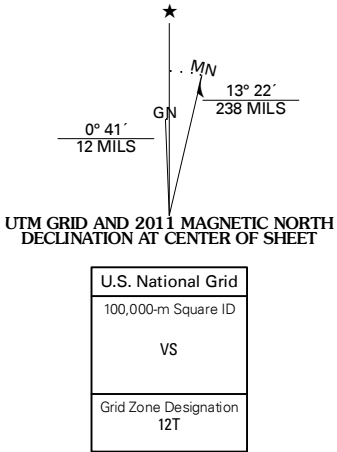 ★
MN
GN
13° 22´
238 MILS
0° 41´
12 MILS
UTM GRID AND 2011 MAGNETIC NORTH
DECLINATION AT CENTER OF SHEET
U.S. National Grid
100,000-m Square ID
VS
Grid Zone Designation
12T